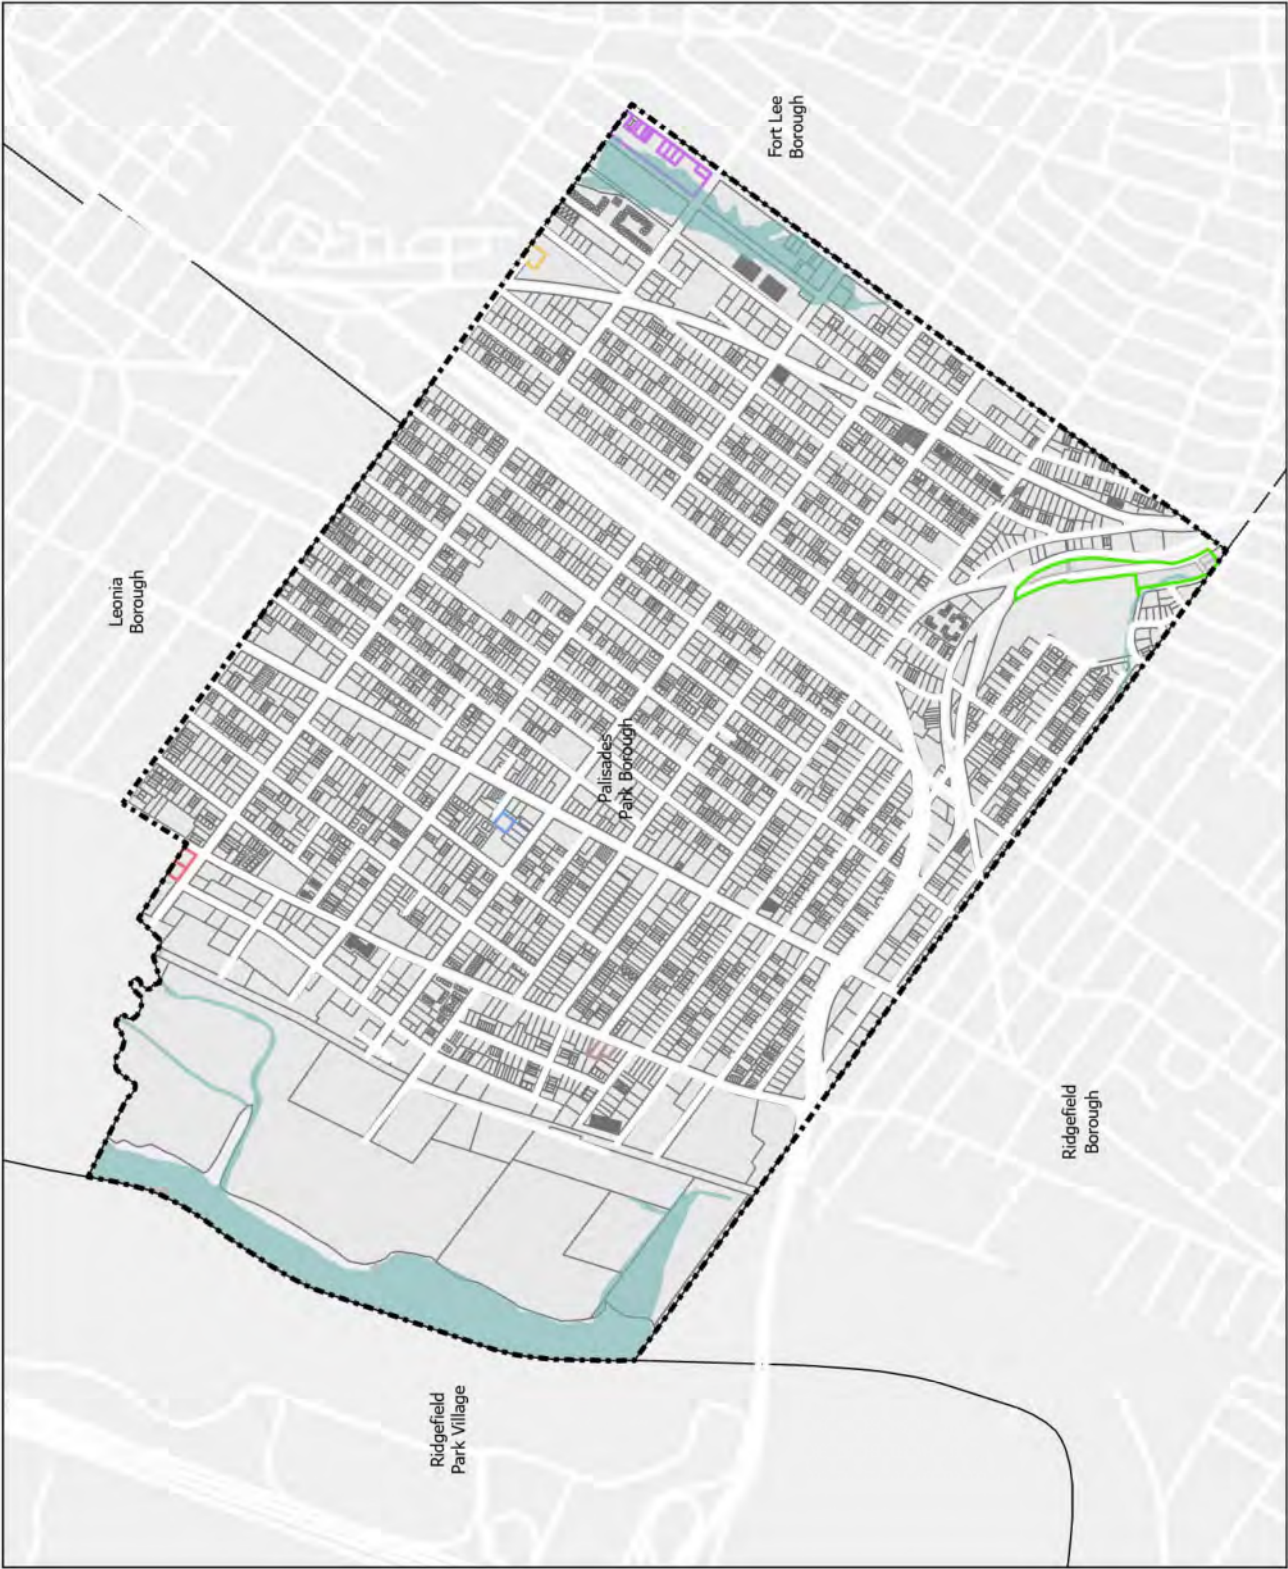 Leonia
Borough
Fort Lee
Borough
Palisades
Park Borough
Ridgefield
Borough
Ridgefield
Park Village